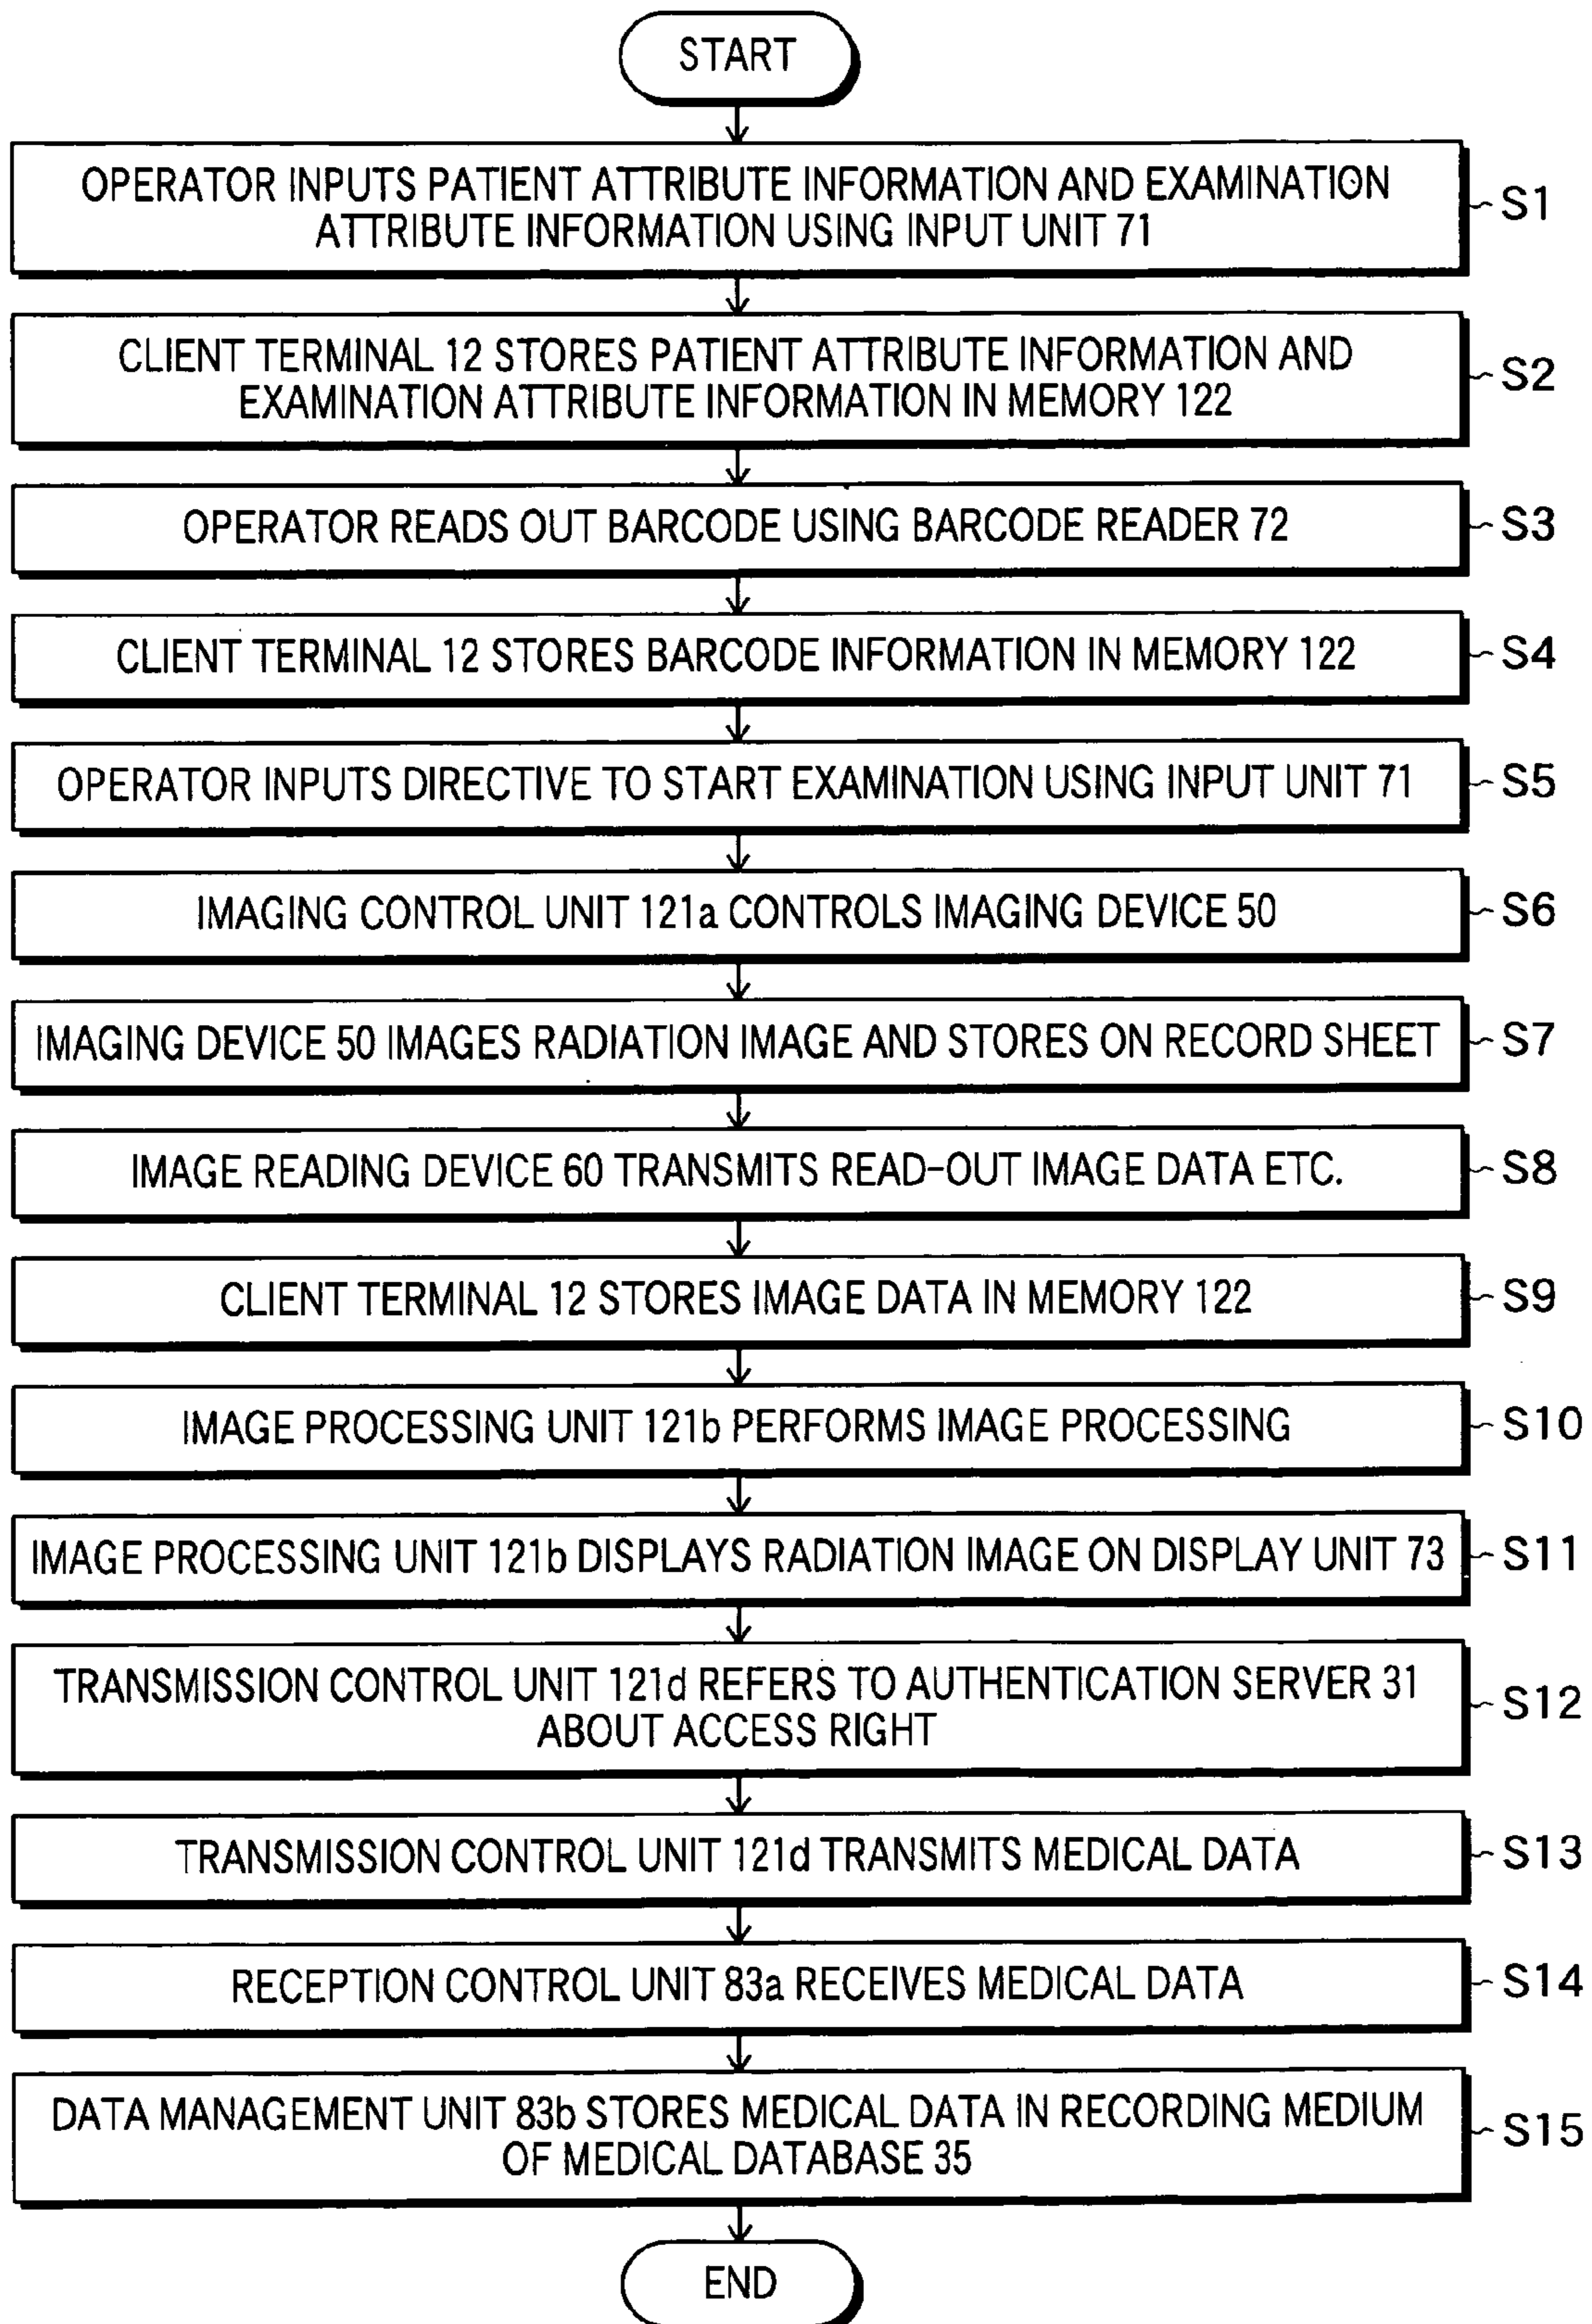 START
OPERATOR INPUTS PATIENT ATTRIBUTE INFORMATION AND EXAMINATION
ATTRIBUTE INFORMATION USING INPUT UNIT 71
S1
CLIENT TERMINAL 12 STORES PATIENT ATTRIBUTE INFORMATION AND
EXAMINATION ATTRIBUTE INFORMATION IN MEMORY 122
S2
OPERATOR READS OUT BARCODE USING BARCODE READER 72
S3
CLIENT TERMINAL 12 STORES BARCODE INFORMATION IN MEMORY 122
S4
OPERATOR INPUTS DIRECTIVE TO START EXAMINATION USING INPUT UNIT 71
S5
IMAGING CONTROL UNIT 121a CONTROLS IMAGING DEVICE 50
S6
IMAGING DEVICE 50 IMAGES RADIATION IMAGE AND STORES ON RECORD SHEET
S7
IMAGE READING DEVICE 60 TRANSMITS READ-OUT IMAGE DATA ETC.
S8
CLIENT TERMINAL 12 STORES IMAGE DATA IN MEMORY 122
S9
IMAGE PROCESSING UNIT 121b PERFORMS IMAGE PROCESSING
S10
IMAGE PROCESSING UNIT 121b DISPLAYS RADIATION IMAGE ON DISPLAY UNIT 73
S11
TRANSMISSION CONTROL UNIT 121d REFERS TO AUTHENTICATION SERVER 31
ABOUT ACCESS RIGHT
S12
TRANSMISSION CONTROL UNIT 121d TRANSMITS MEDICAL DATA
S13
RECEPTION CONTROL UNIT 83a RECEIVES MEDICAL DATA
S14
DATA MANAGEMENT UNIT 83b STORES MEDICAL DATA IN RECORDING MEDIUM
OF MEDICAL DATABASE 35
S15
END